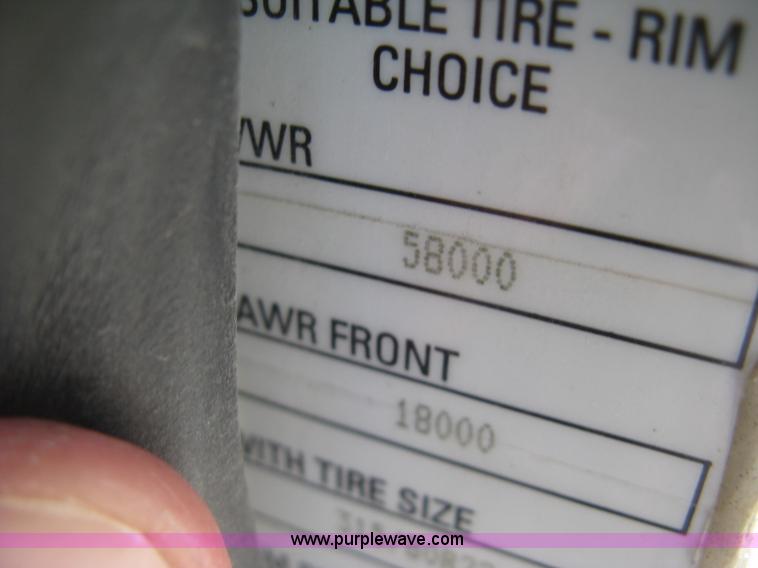 SUITABLE TIRE - RIM
CHOICE
VWR
58000
AWR FRONT
18000
WITH TIRE SIZE
www.purplewave.com